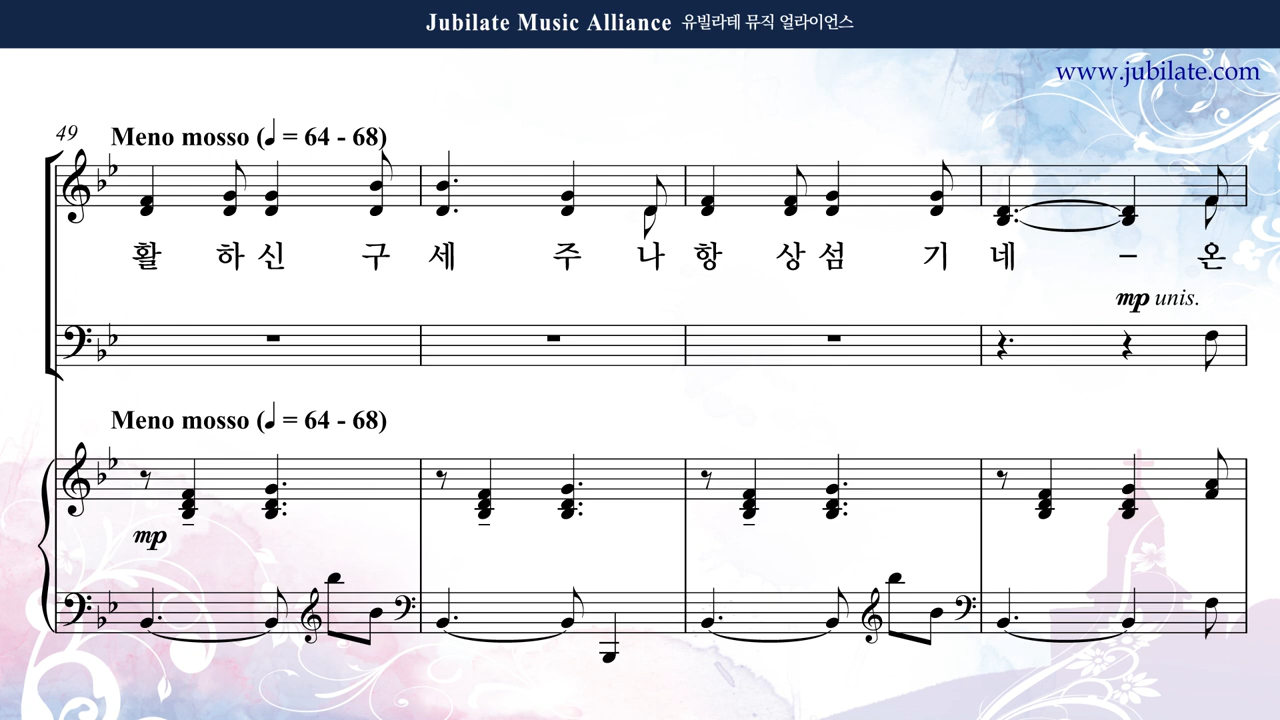 Jubilate Music Alliance 유빌라테 뮤직 얼라이언스
www.jubilate.com
49 Meno mosso (♩ = 64 - 68)
활 하 신 구 세 주 나 항 상 섬 기 네 – 온
mp unis.
Meno mosso (♩ = 64 - 68)
mp